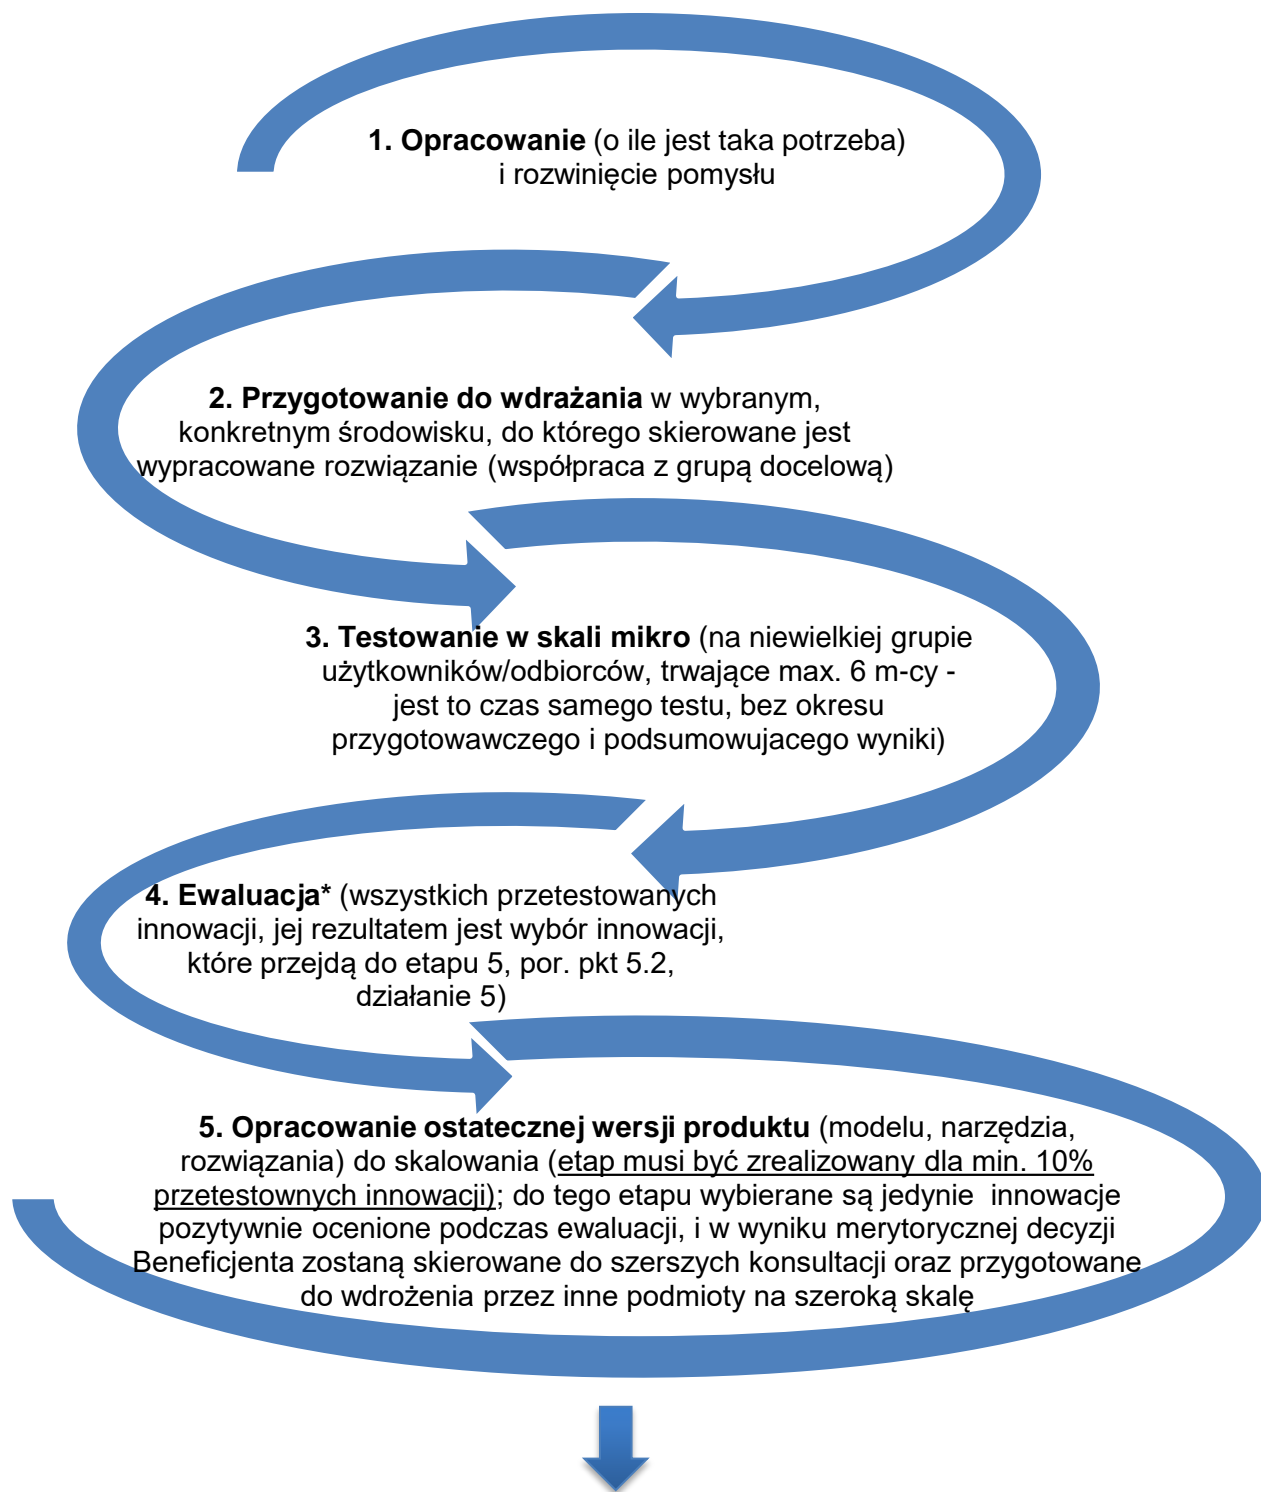 1. Opracowanie (o ile jest taka potrzeba)
i rozwinięcie pomysłu
2. Przygotowanie do wdrażania w wybranym,
konkretnym środowisku, do którego skierowane jest
wypracowane rozwiązanie (współpraca z grupą docelową)
3. Testowanie w skali mikro (na niewielkiej grupie
użytkowników/odbiorców, trwające max. 6 m-cy -
jest to czas samego testu, bez okresu
przygotowawczego i podsumowujacego wyniki)
4. Ewaluacja* (wszystkich przetestowanych
innowacji, jej rezultatem jest wybór innowacji,
które przejdą do etapu 5, por. pkt 5.2,
działanie 5)
5. Opracowanie ostatecznej wersji produktu (modelu, narzędzia,
rozwiązania) do skalowania (etap musi być zrealizowany dla min. 10%
przetestownych innowacji); do tego etapu wybierane są jedynie innowacje
pozytywnie ocenione podczas ewaluacji, i w wyniku merytorycznej decyzji
Beneficjenta zostaną skierowane do szerszych konsultacji oraz przygotowane
do wdrożenia przez inne podmioty na szeroką skalę